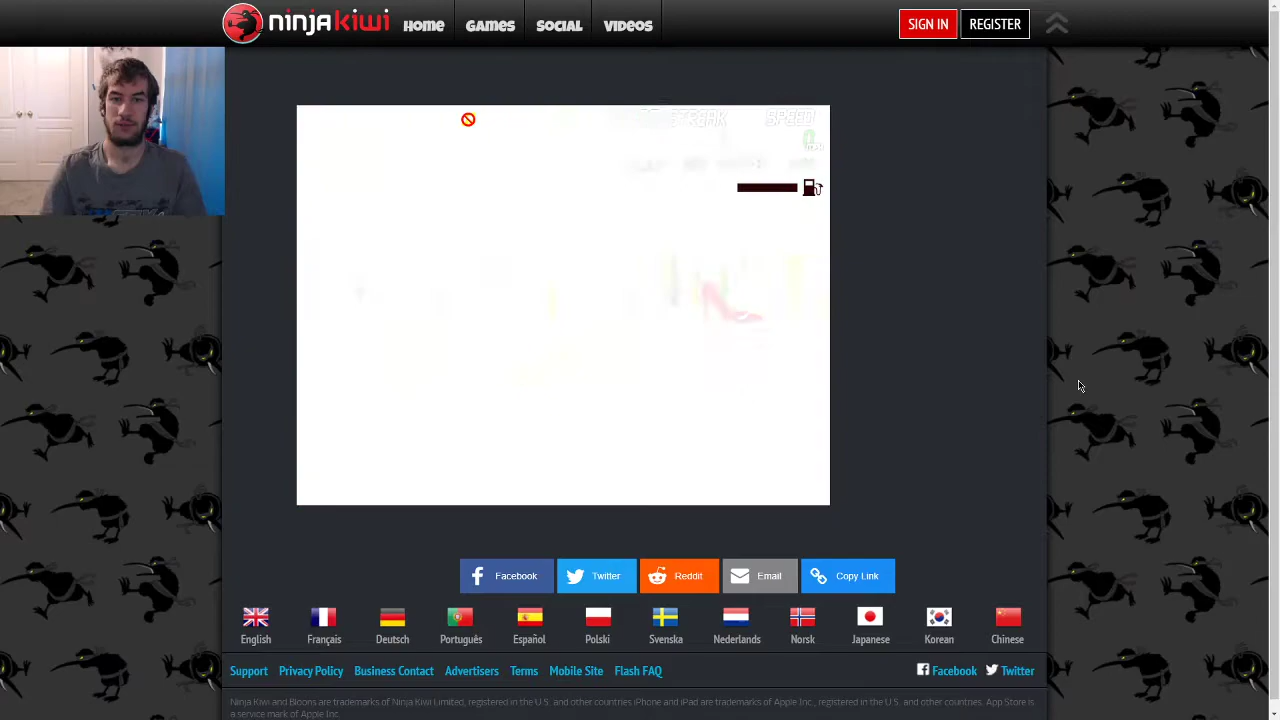 ninja kiwi
Home
Games
Social
Videos
SIGN IN
REGISTER
SPEED
Facebook
Twitter
Reddit
Email
Copy Link
English
Français
Deutsch
Português
Español
Polski
Svenska
Nederlands
Norsk
Japanese
Korean
Chinese
Support
Privacy Policy
Business Contact
Advertisers
Terms
Mobile Site
Flash FAQ
Facebook
Twitter
Ninja Kiwi and Bloons are trademarks of Ninja Kiwi Limited, registered in the U.S. and other countries iPhone and iPad are trademarks of Apple Inc., registered in the U.S. and other countries. App Store is
a service mark of Apple Inc.